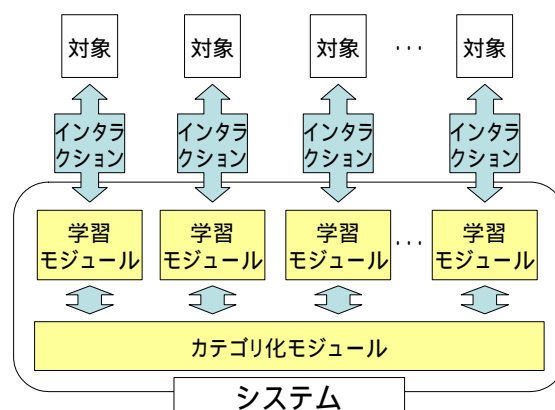 対象 対象 対象 ... 対象
インタラ インタラ インタラ インタラ
クション クション クション クション
学習 学習 学習 ... 学習
モジュール モジュール モジュール モジュール
カテゴリ化モジュール
システム